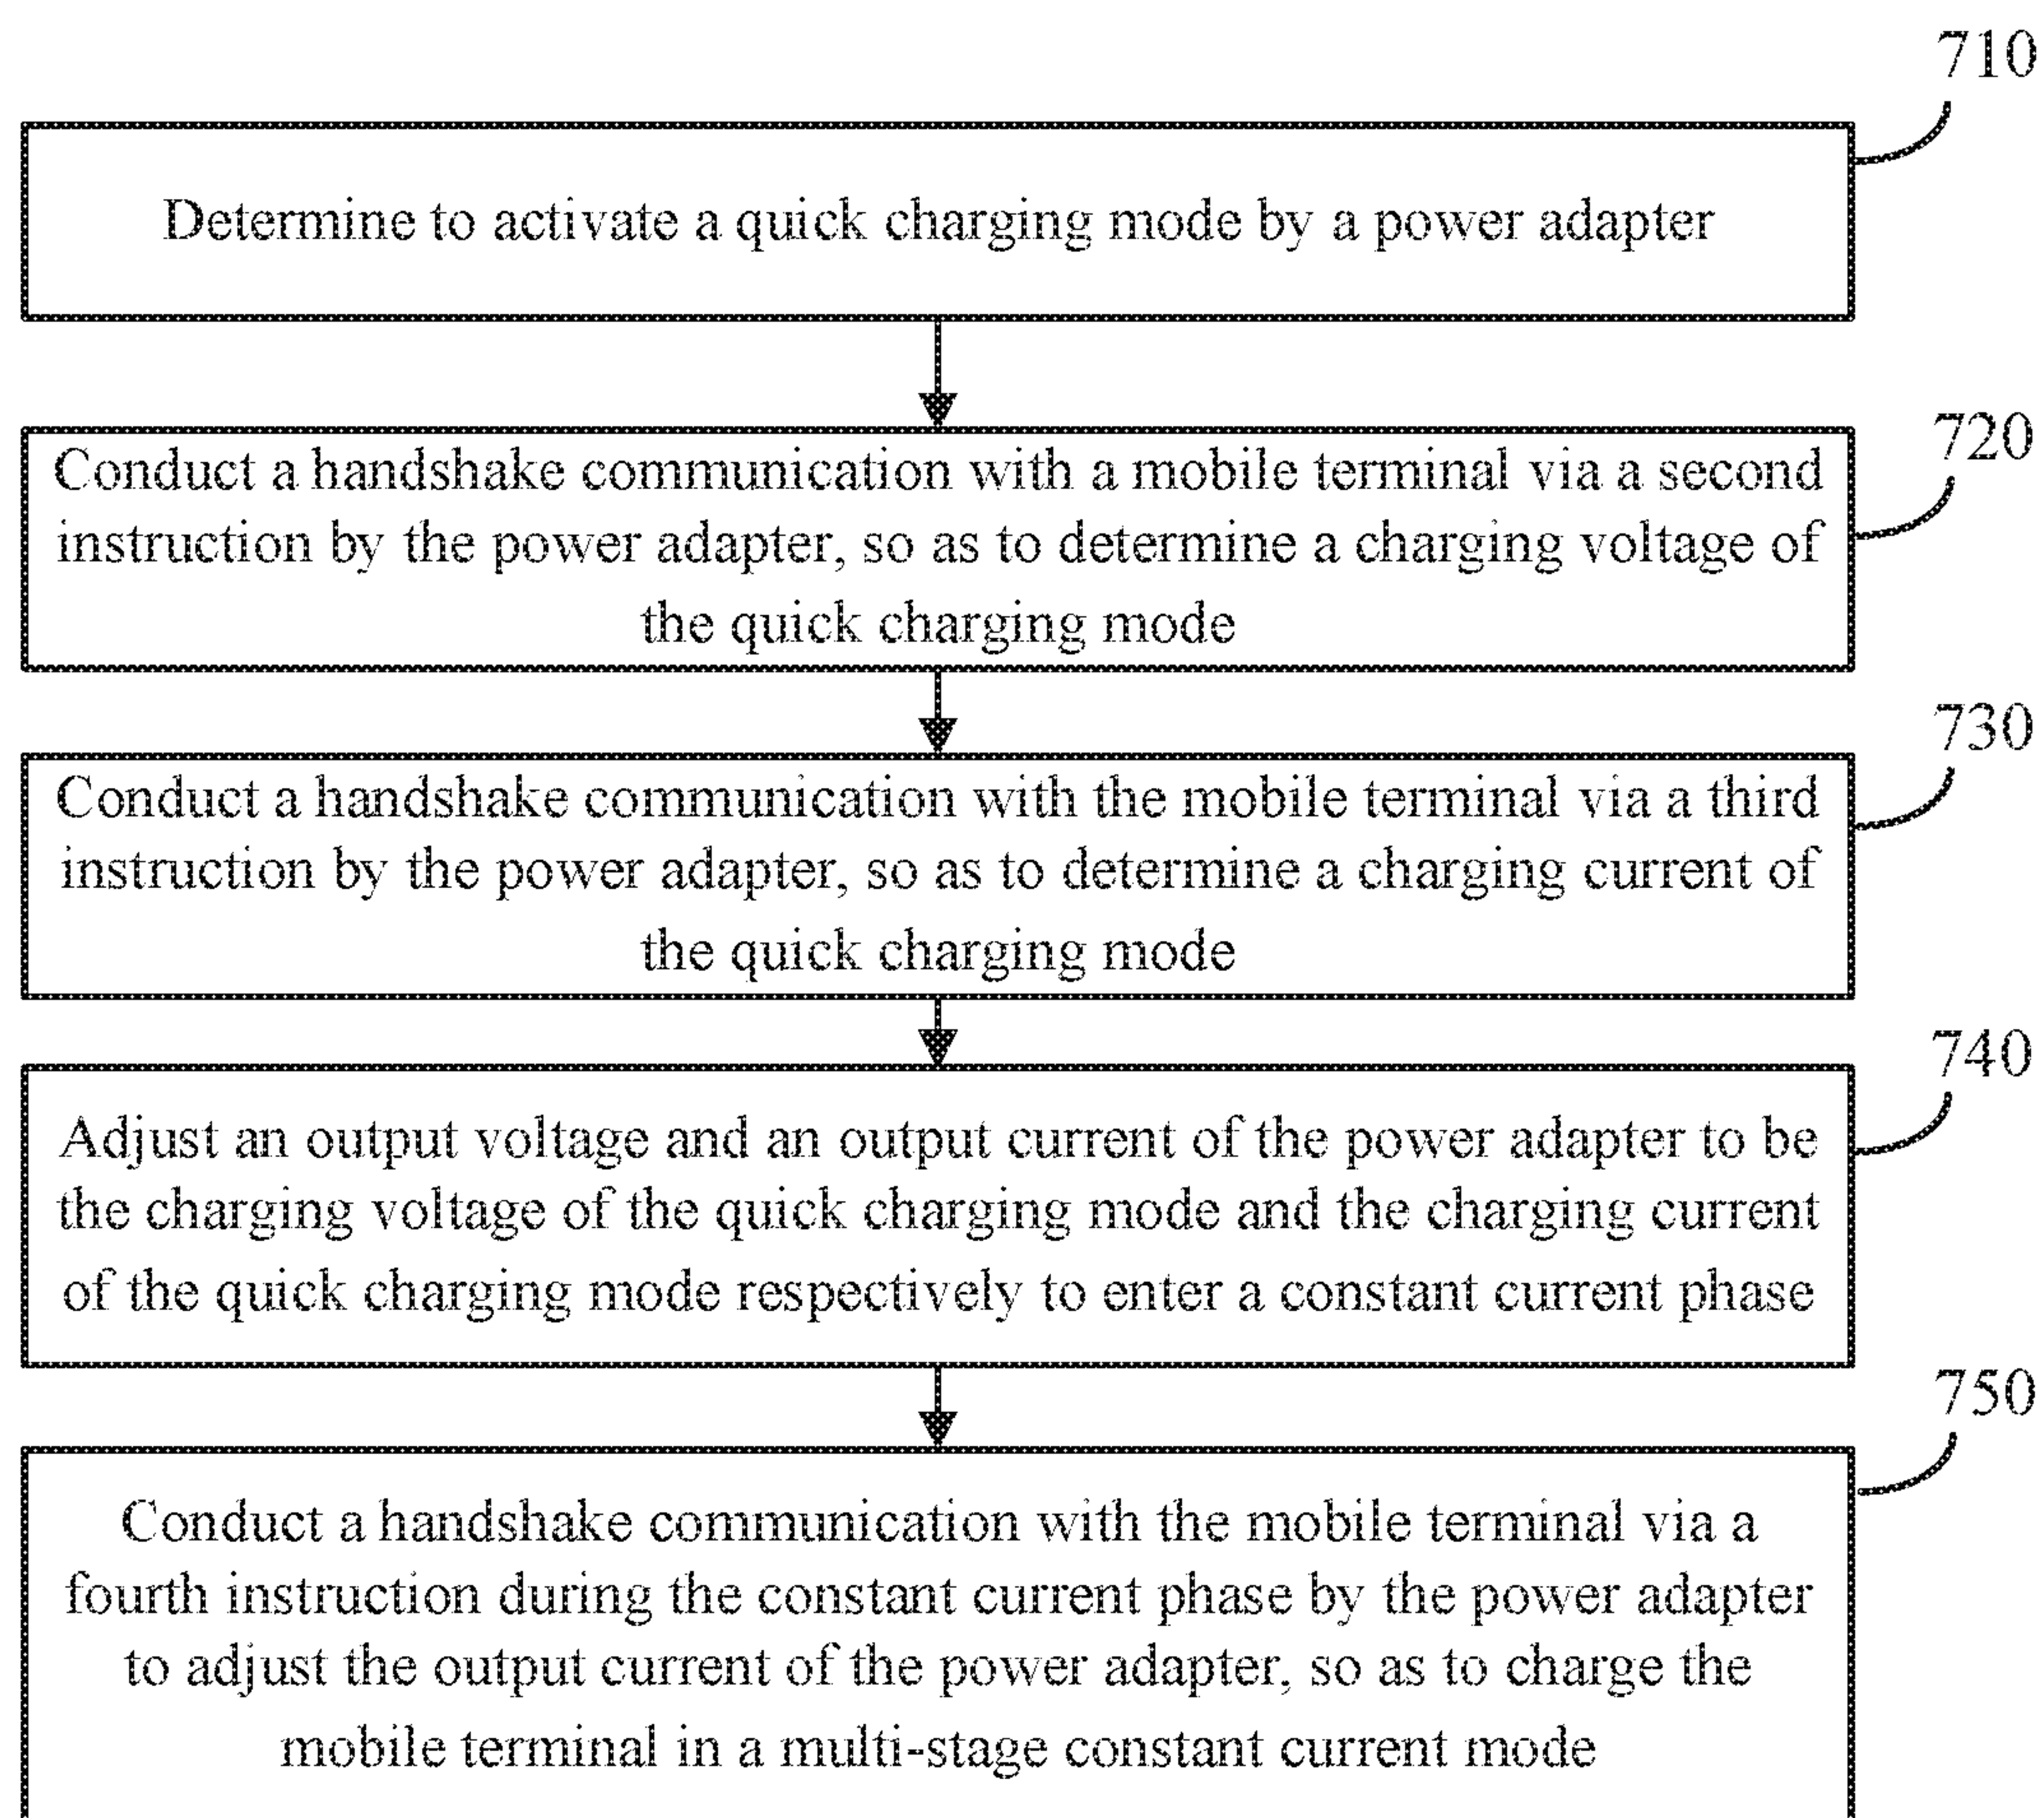 710
Determine to activate a quick charging mode by a power adapter
720
Conduct a handshake communication with a mobile terminal via a second
instruction by the power adapter, so as to determine a charging voltage of
the quick charging mode
730
Conduct a handshake communication with the mobile terminal via a third
instruction by the power adapter, so as to determine a charging current of
the quick charging mode
740
Adjust an output voltage and an output current of the power adapter to be
the charging voltage of the quick charging mode and the charging current
of the quick charging mode respectively to enter a constant current phase
750
Conduct a handshake communication with the mobile terminal via a
fourth instruction during the constant current phase by the power adapter
to adjust the output current of the power adapter, so as to charge the
mobile terminal in a multi-stage constant current mode